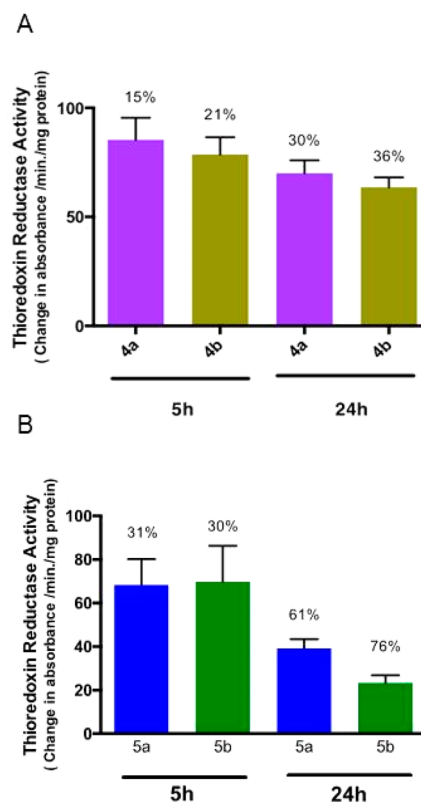 A
Thioredoxin Reductase Activity
( Change in absorbance /min./mg protein)
100
50
0
15%
21%
30%
36%
4a
4b
4a
4b
5h
24h
B
Thioredoxin Reductase Activity
( Change in absorbance /min./mg protein)
100
80
60
40
20
0
31%
30%
61%
76%
5a
5b
5a
5b
5h
24h